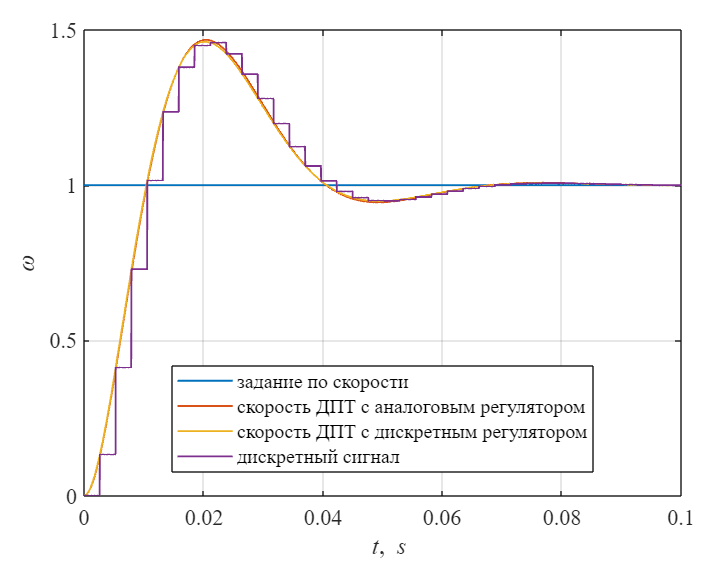 1.5
1
0.5
0
ω
задание по скорости
скорость ДПТ с аналоговым регулятором
скорость ДПТ с дискретным регулятором
дискретный сигнал
0 0.02 0.04 0.06 0.08 0.1
t, s